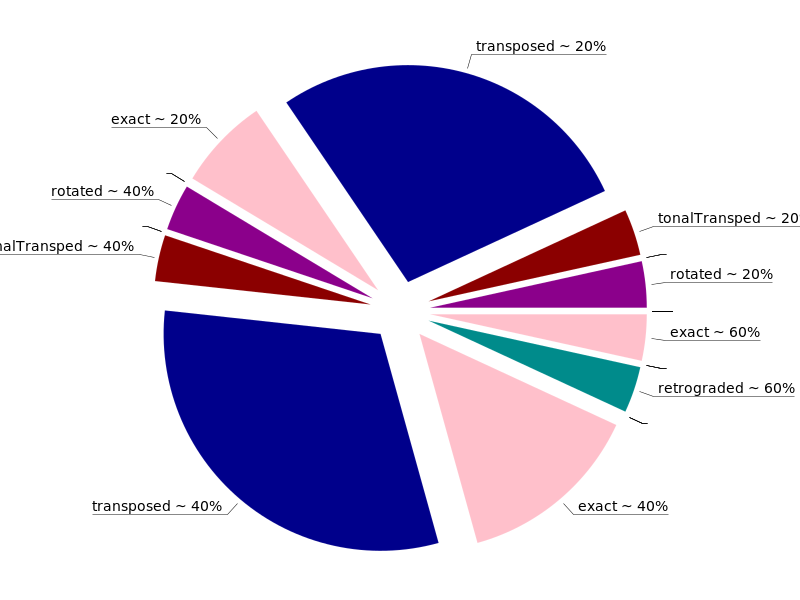 transposed ~ 20%
exact ~ 20%
rotated ~ 40%
nalTransped ~ 40%
tonalTransped ~ 20
rotated ~ 20%
exact ~ 60%
retrograded ~ 60%
transposed ~ 40%
exact ~ 40%